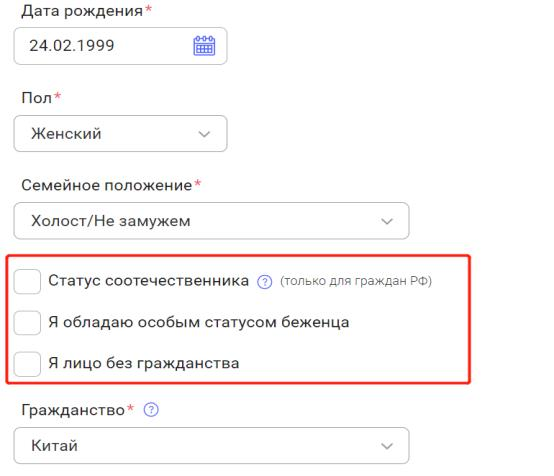 Дата рождения*
24.02.1999
Пол*
Женский
Семейное положение*
Холост/Не замужем
Статус соотечественника ? (только для граждан РФ)
Я обладаю особым статусом беженца
Я лицо без гражданства
Гражданство* ?
Китай